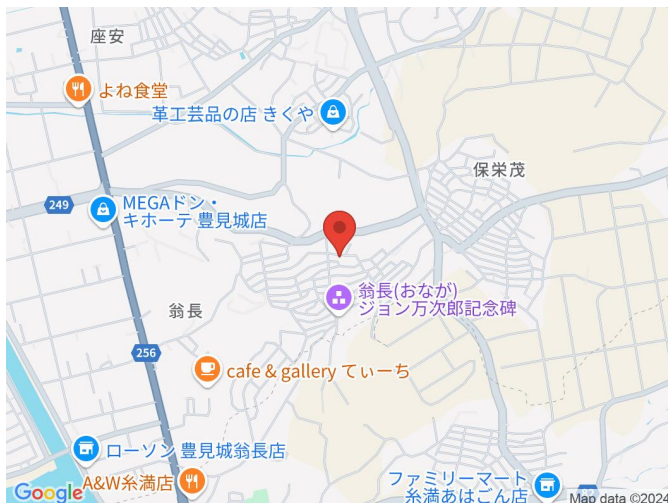 座安
よね食堂
革工芸品の店 きくや
保栄茂
249
MEGAドン・
キホーテ 豊見城店
翁長(おなが)
ジョン万次郎記念碑
翁長
256
cafe & gallery てぃーち
ローソン 豊見城翁長店
A&W糸満店
ファミリーマート
糸満あはごん店
Google
Map data ©2024